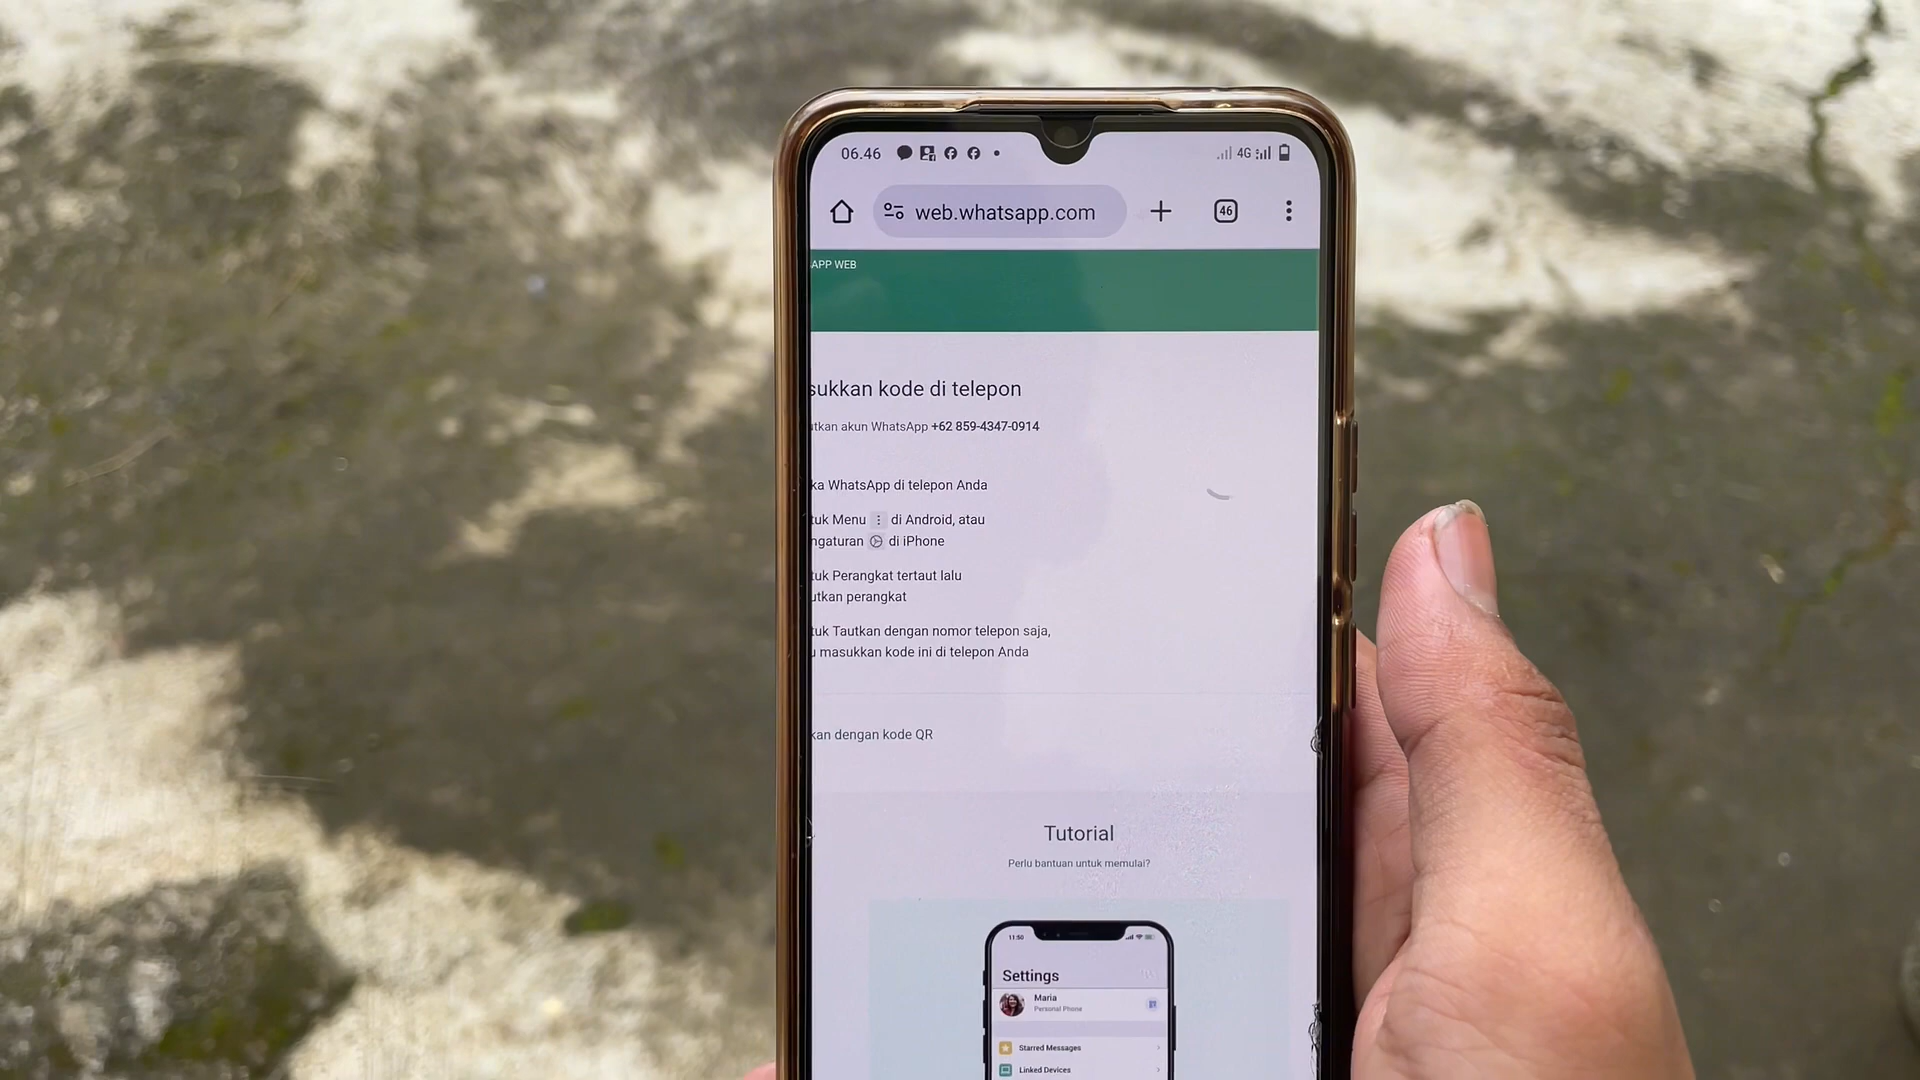 06.46
4G
web.whatsapp.com
46
APP WEB
sukkan kode di telepon
utkan akun WhatsApp +62 859-4347-0914
ka WhatsApp di telepon Anda
tuk Menu di Android, atau
ngaturan di iPhone
tuk Perangkat tertaut lalu
utkan perangkat
tuk Tautkan dengan nomor telepon saja,
u masukkan kode ini di telepon Anda
kan dengan kode QR
Tutorial
Perlu bantuan untuk memulai?
11:50
Settings
Maria
Personal Phone
Starred Messages
Linked Devices